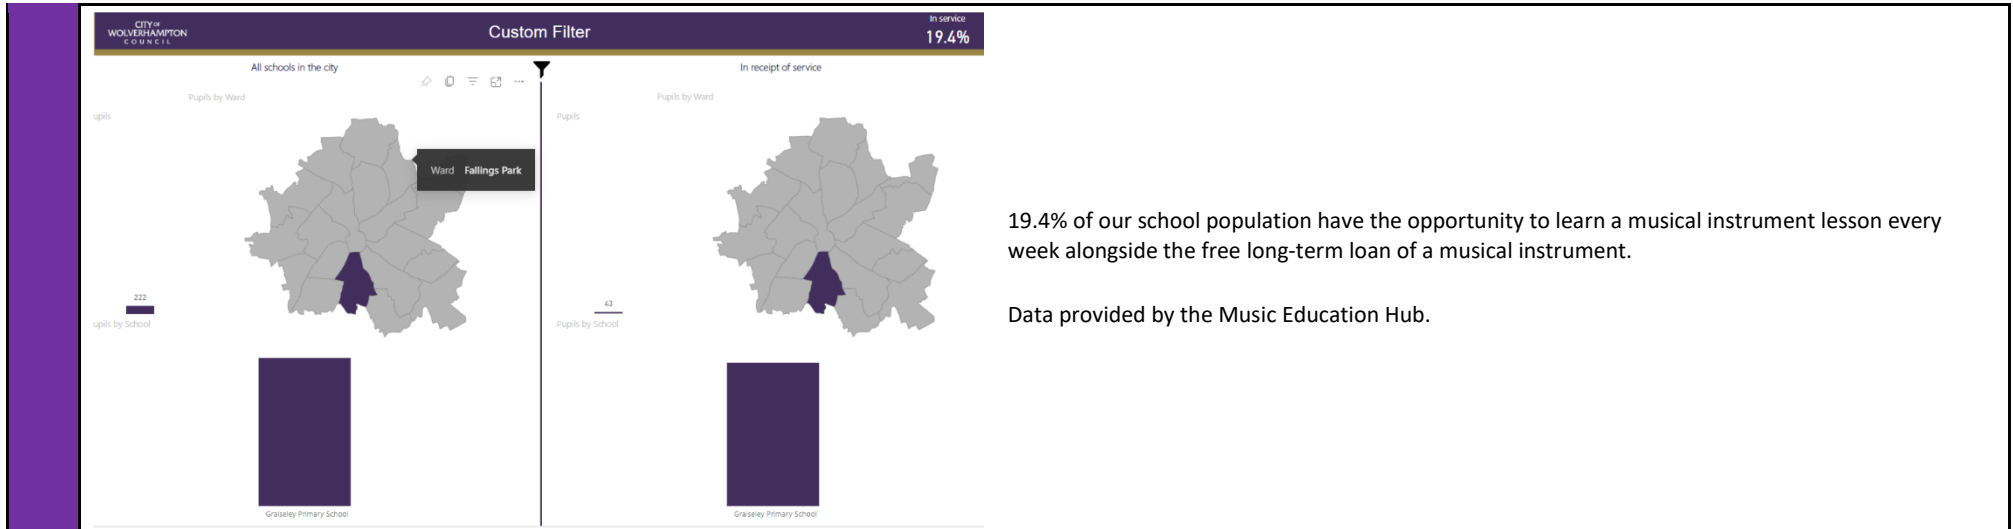 CITY OF
WOLVERHAMPTON
COUNCIL
Custom Filter
In service
19.4%
All schools in the city
In receipt of service
Pupils by Ward
upils
Ward Fallings Park
222
upils by School
Graiseley Primary School
Pupils by Ward
Pupils
43
Pupils by School
Graiseley Primary School
19.4% of our school population have the opportunity to learn a musical instrument lesson every
week alongside the free long-term loan of a musical instrument.
Data provided by the Music Education Hub.